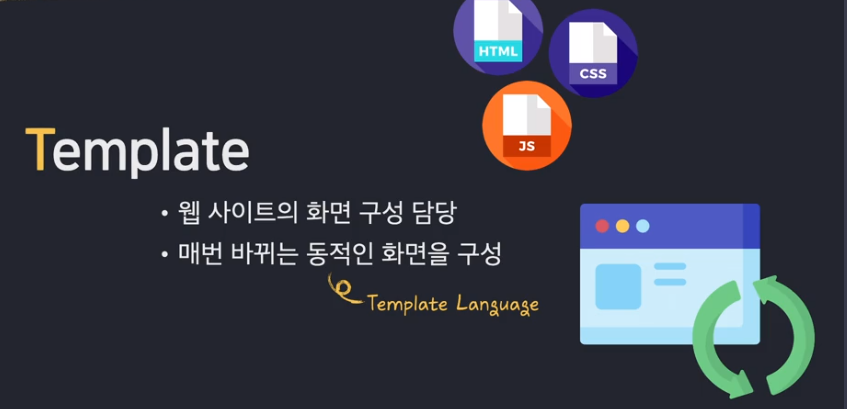 HTML
CSS
JS
Template
• 웹 사이트의 화면 구성 담당
• 매번 바뀌는 동적인 화면을 구성
Template Language